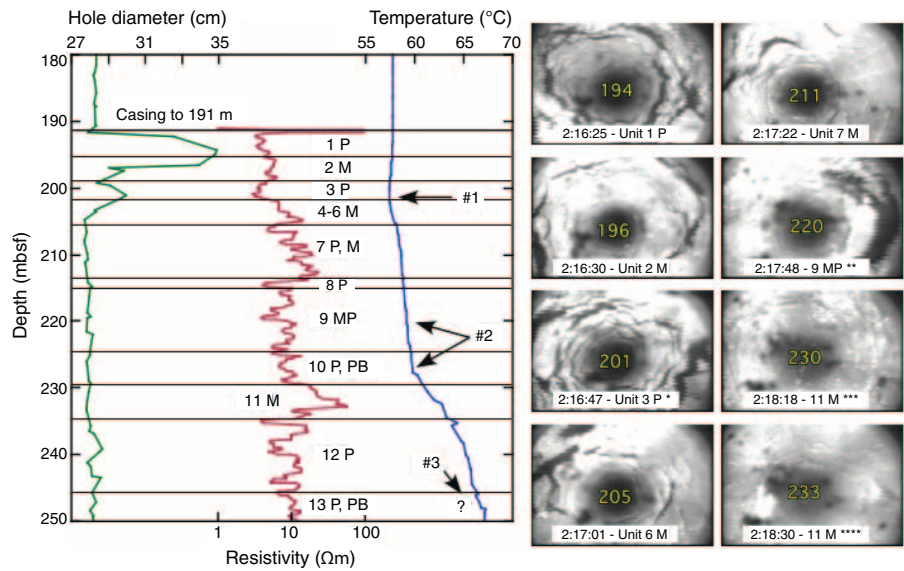 Hole diameter (cm)
Temperature (°C)
27 31 35 55 60 65 70
180
190
200
210
220
230
240
250
Depth (mbsf)
Casing to 191 m
1 P
2 M
3 P
4-6 M
7 P, M
8 P
9 MP
10 P, PB
11 M
12 P
13 P, PB
#1
#2
#3
?
1 10 100
Resistivity (Ωm)
194
2:16:25 - Unit 1 P
211
2:17:22 - Unit 7 M
196
2:16:30 - Unit 2 M
220
2:17:48 - 9 MP **
201
2:16:47 - Unit 3 P *
230
2:18:18 - 11 M ***
205
2:17:01 - Unit 6 M
233
2:18:30 - 11 M ****